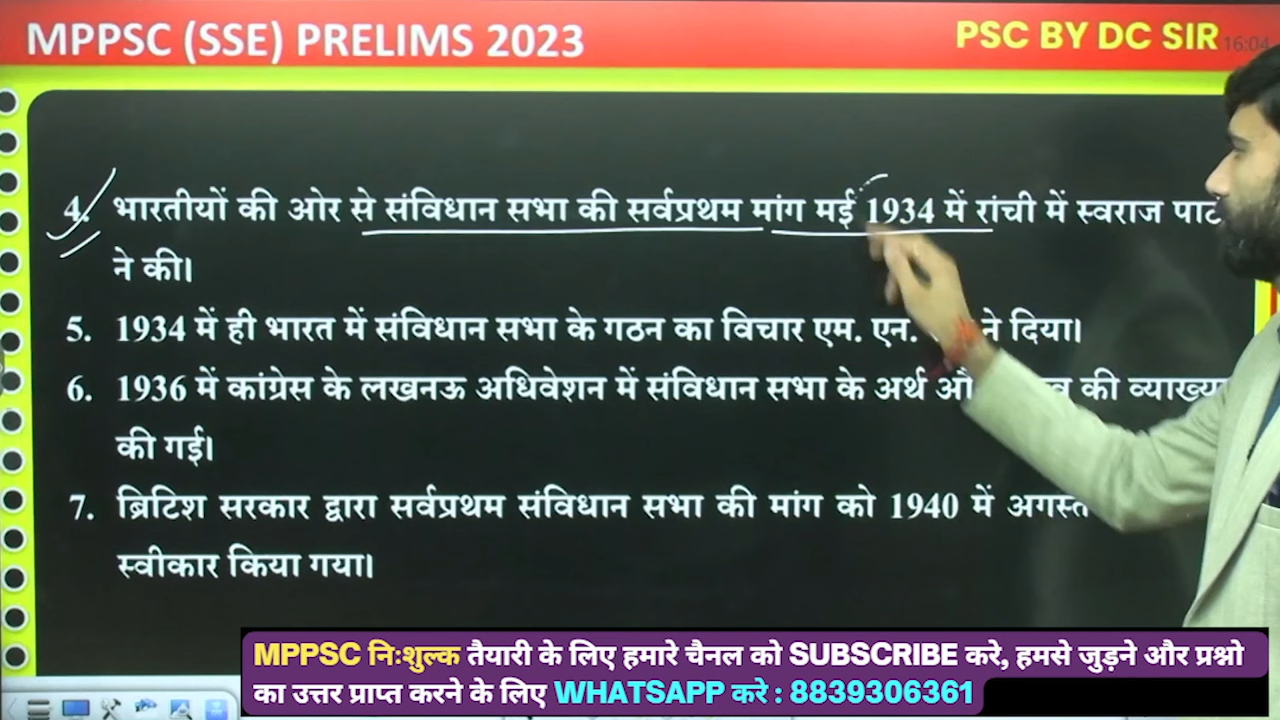 MPPSC (SSE) PRELIMS 2023
PSC BY DC SIR
16:04
4. भारतीयों की ओर से संविधान सभा की सर्वप्रथम मांग मई 1934 में रांची में स्वराज
ने की।
5. 1934 में ही भारत में संविधान सभा के गठन का विचार एम. एन. ने दिया।
6. 1936 में कांग्रेस के लखनऊ अधिवेशन में संविधान सभा के अर्थ की व्याख्या
की गई।
7. ब्रिटिश सरकार द्वारा सर्वप्रथम संविधान सभा की मांग को 1940 में अगस्त
स्वीकार किया गया।
MPPSC निःशुल्क तैयारी के लिए हमारे चैनल को SUBSCRIBE करे, हमसे जुड़ने और प्रश्नो
का उत्तर प्राप्त करने के लिए WHATSAPP करे : 8839306361